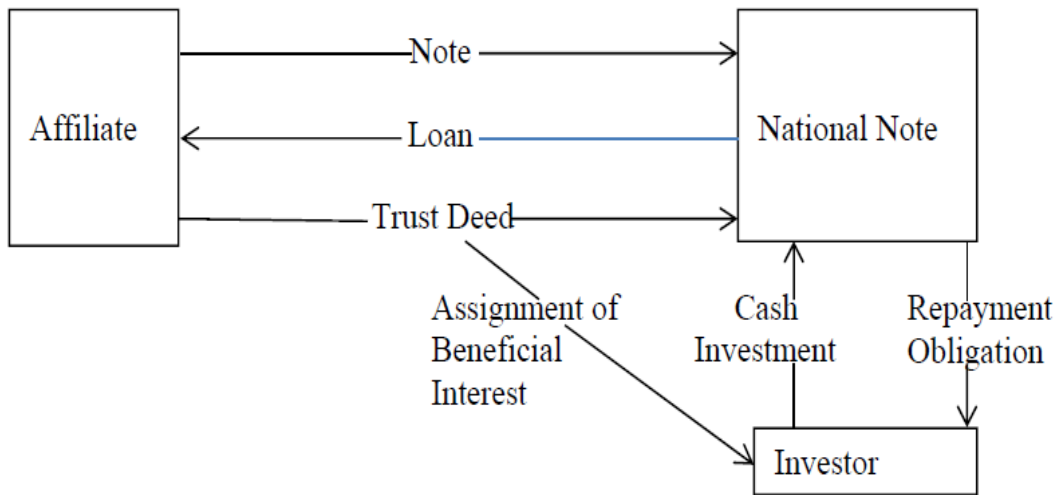 Note
Affiliate
Loan
National Note
Trust Deed
Assignment of
Beneficial
Interest
Cash
Investment
Repayment
Obligation
Investor